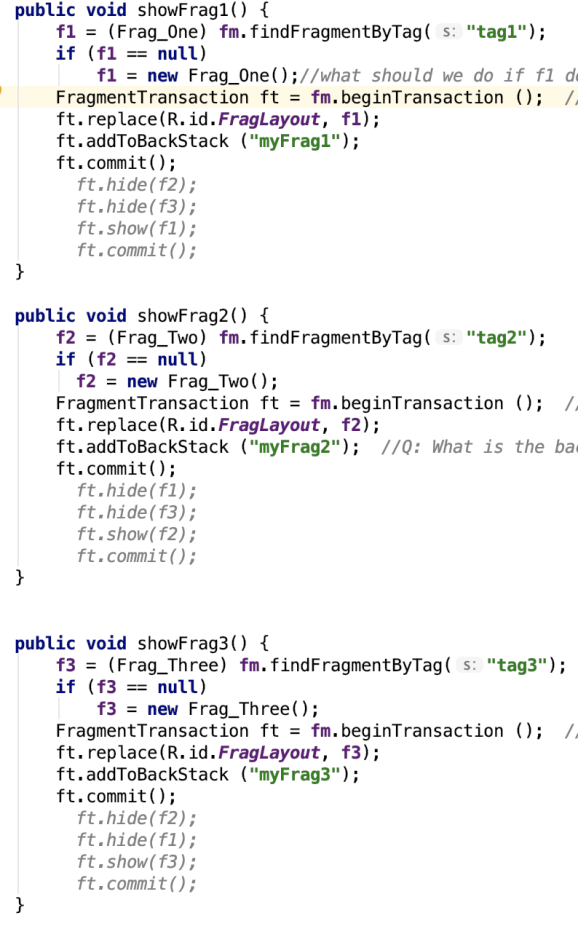 public void showFrag1() {
f1 = (Frag_One) fm.findFragmentByTag( s: "tag1");
if (f1 == null)
f1 = new Frag_One();//what should we do if f1
FragmentTransaction ft = fm.beginTransaction (); //
ft.replace(R.id.FragLayout, f1);
ft.addToBackStack ("myFrag1");
ft.commit();
ft.hide(f2);
ft.hide(f3);
ft.show(f1);
ft.commit();
}
public void showFrag2() {
f2 = (Frag_Two) fm.findFragmentByTag( s: "tag2");
if (f2 == null)
f2 = new Frag_Two();
FragmentTransaction ft = fm.beginTransaction (); //
ft.replace(R.id.FragLayout, f2);
ft.addToBackStack ("myFrag2"); //Q: What is the
ft.commit();
ft.hide(f1);
ft.hide(f3);
ft.show(f2);
ft.commit();
}
public void showFrag3() {
f3 = (Frag_Three) fm.findFragmentByTag( s: "tag3");
if (f3 == null)
f3 = new Frag_Three();
FragmentTransaction ft = fm.beginTransaction (); //
ft.replace(R.id.FragLayout, f3);
ft.addToBackStack ("myFrag3");
ft.commit();
ft.hide(f2);
ft.hide(f1);
ft.show(f3);
ft.commit();
}